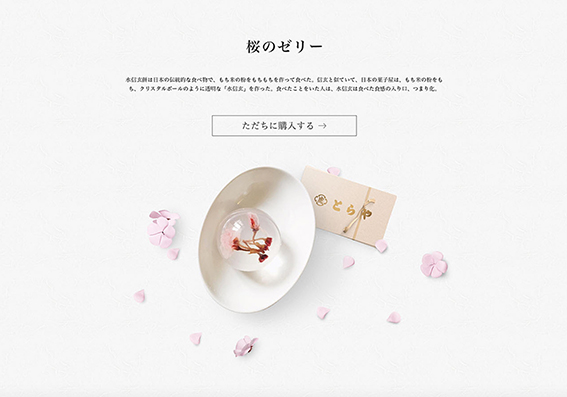 桜のゼリー
水信玄餅は日本の伝統的な食べ物で、もち米の粉をもちもちを作って食べた。信玄と似ていて、日本の菓子屋は、もち米の粉をも
ち、クリスタルボールのように透明な「水信玄」を作った。食べたことをいた人は、水信玄は食べた食感の入り口、つまり化。
ただちに購入する →
とらや